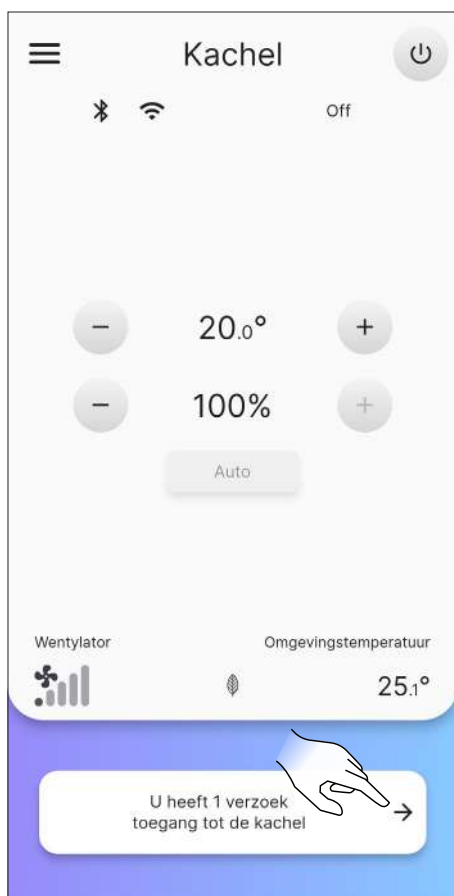 Kachel
Off
− 20.0° +
− 100% +
Auto
Wentylator
Omgevingstemperatuur
25.1°
U heeft 1 verzoek
toegang tot de kachel →